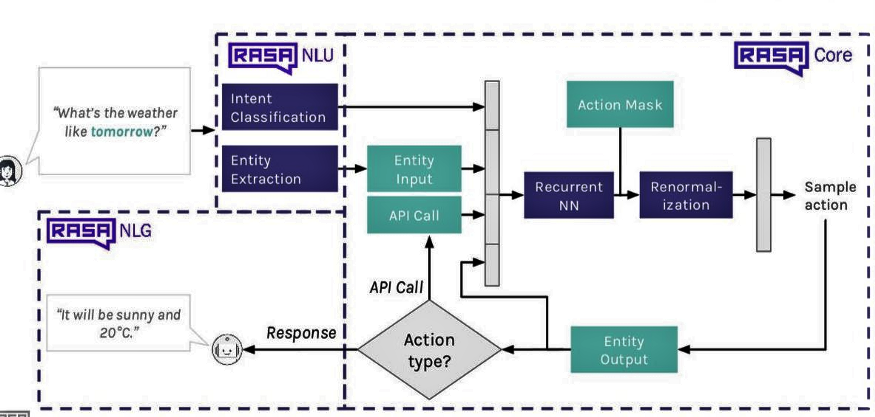 RASA NLU
RASA Core
"What's the weather
like tomorrow?"
Intent
Classification
Entity
Extraction
Entity
Input
API Call
Action Mask
Recurrent
NN
Renormal-
ization
Sample
action
RASA NLG
"It will be sunny and
20°C."
Response
API Call
Action
type?
Entity
Output